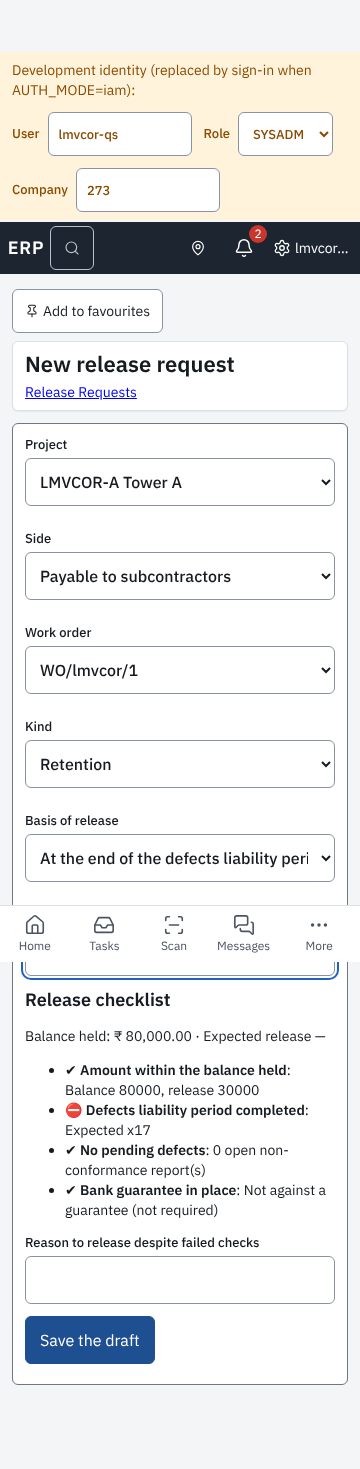 Development identity (replaced by sign-in when
AUTH_MODE=iam):
User lmvcor-qs Role SYSADM
Company 273
ERP 2 lmvcor...
Add to favourites
New release request
Release Requests
Project
LMVCOR-A Tower A
Side
Payable to subcontractors
Work order
WO/lmvcor/1
Kind
Retention
Basis of release
At the end of the defects liability peri
Home Tasks Scan Messages More
Release checklist
Balance held: ₹ 80,000.00 · Expected release —
• ✔ Amount within the balance held:
Balance 80000, release 30000
• ⛔ Defects liability period completed:
Expected x17
• ✔ No pending defects: 0 open non-
conformance report(s)
• ✔ Bank guarantee in place: Not against a
guarantee (not required)
Reason to release despite failed checks
Save the draft